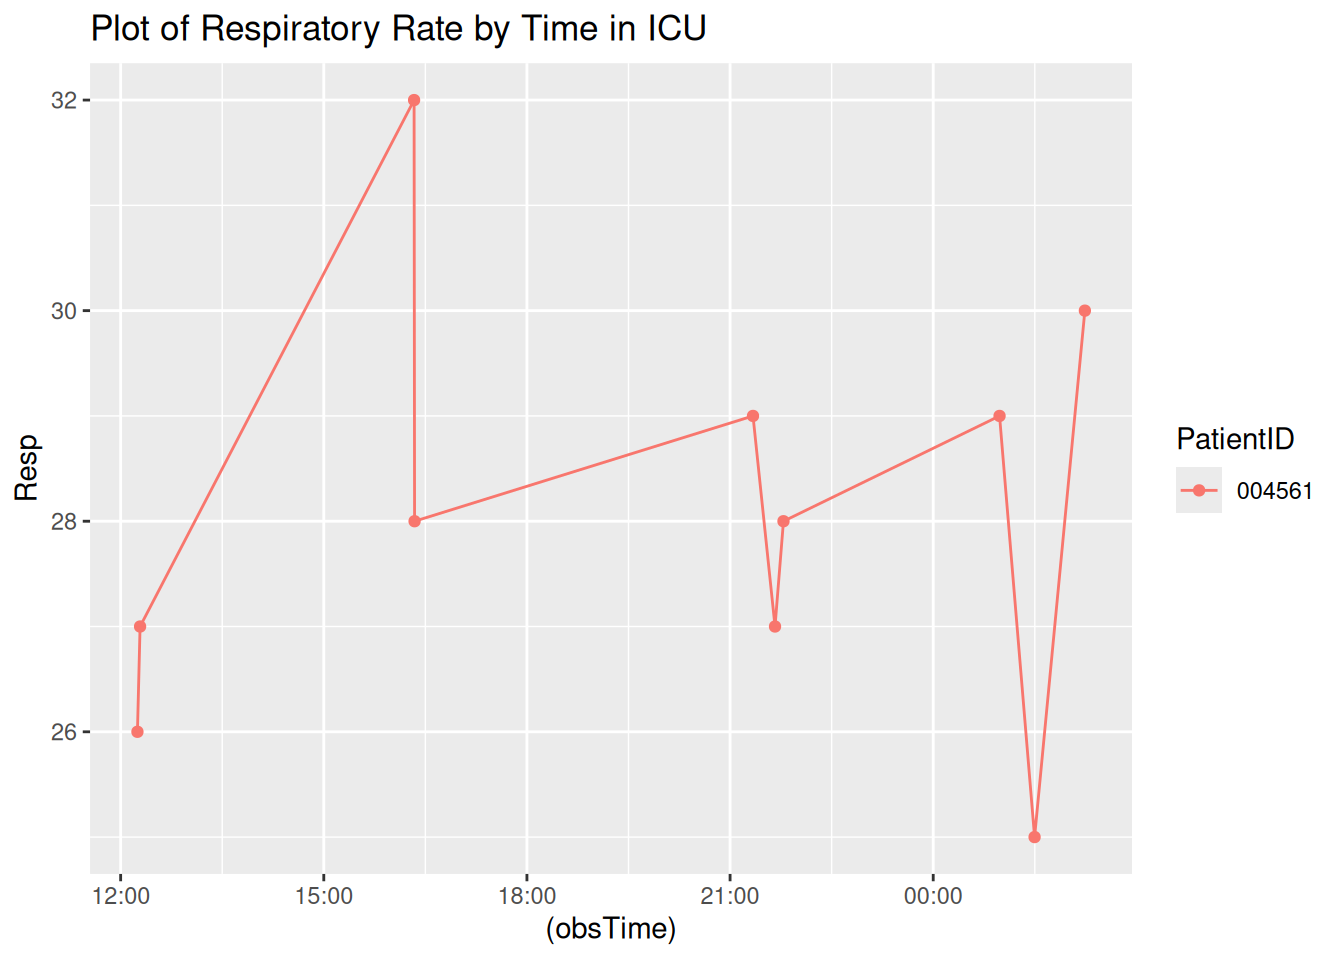 Plot of Respiratory Rate by Time in ICU
32
30
28
26
Resp
12:00 15:00 18:00 21:00 00:00
(obsTime)
PatientID
004561